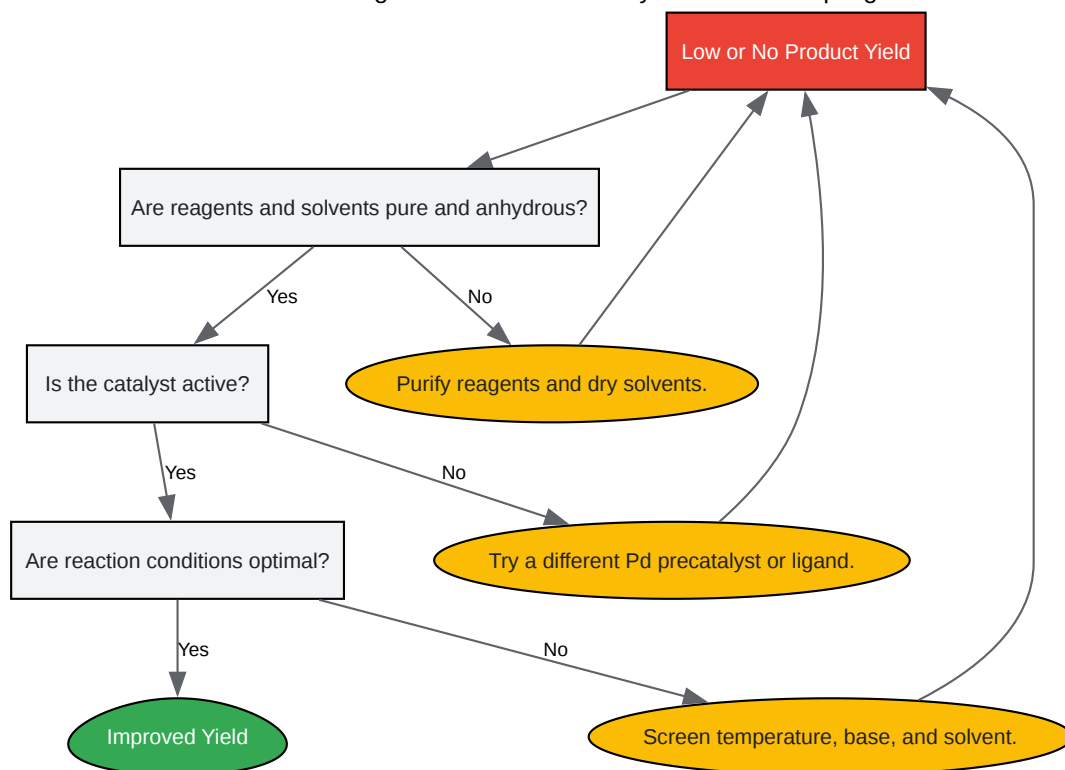 Low or No Product Yield
Are reagents and solvents pure and anhydrous?
Yes
No
Is the catalyst active?
Purify reagents and dry solvents.
Yes
No
Are reaction conditions optimal?
Try a different Pd precatalyst or ligand.
Yes
No
Improved Yield
Screen temperature, base, and solvent.